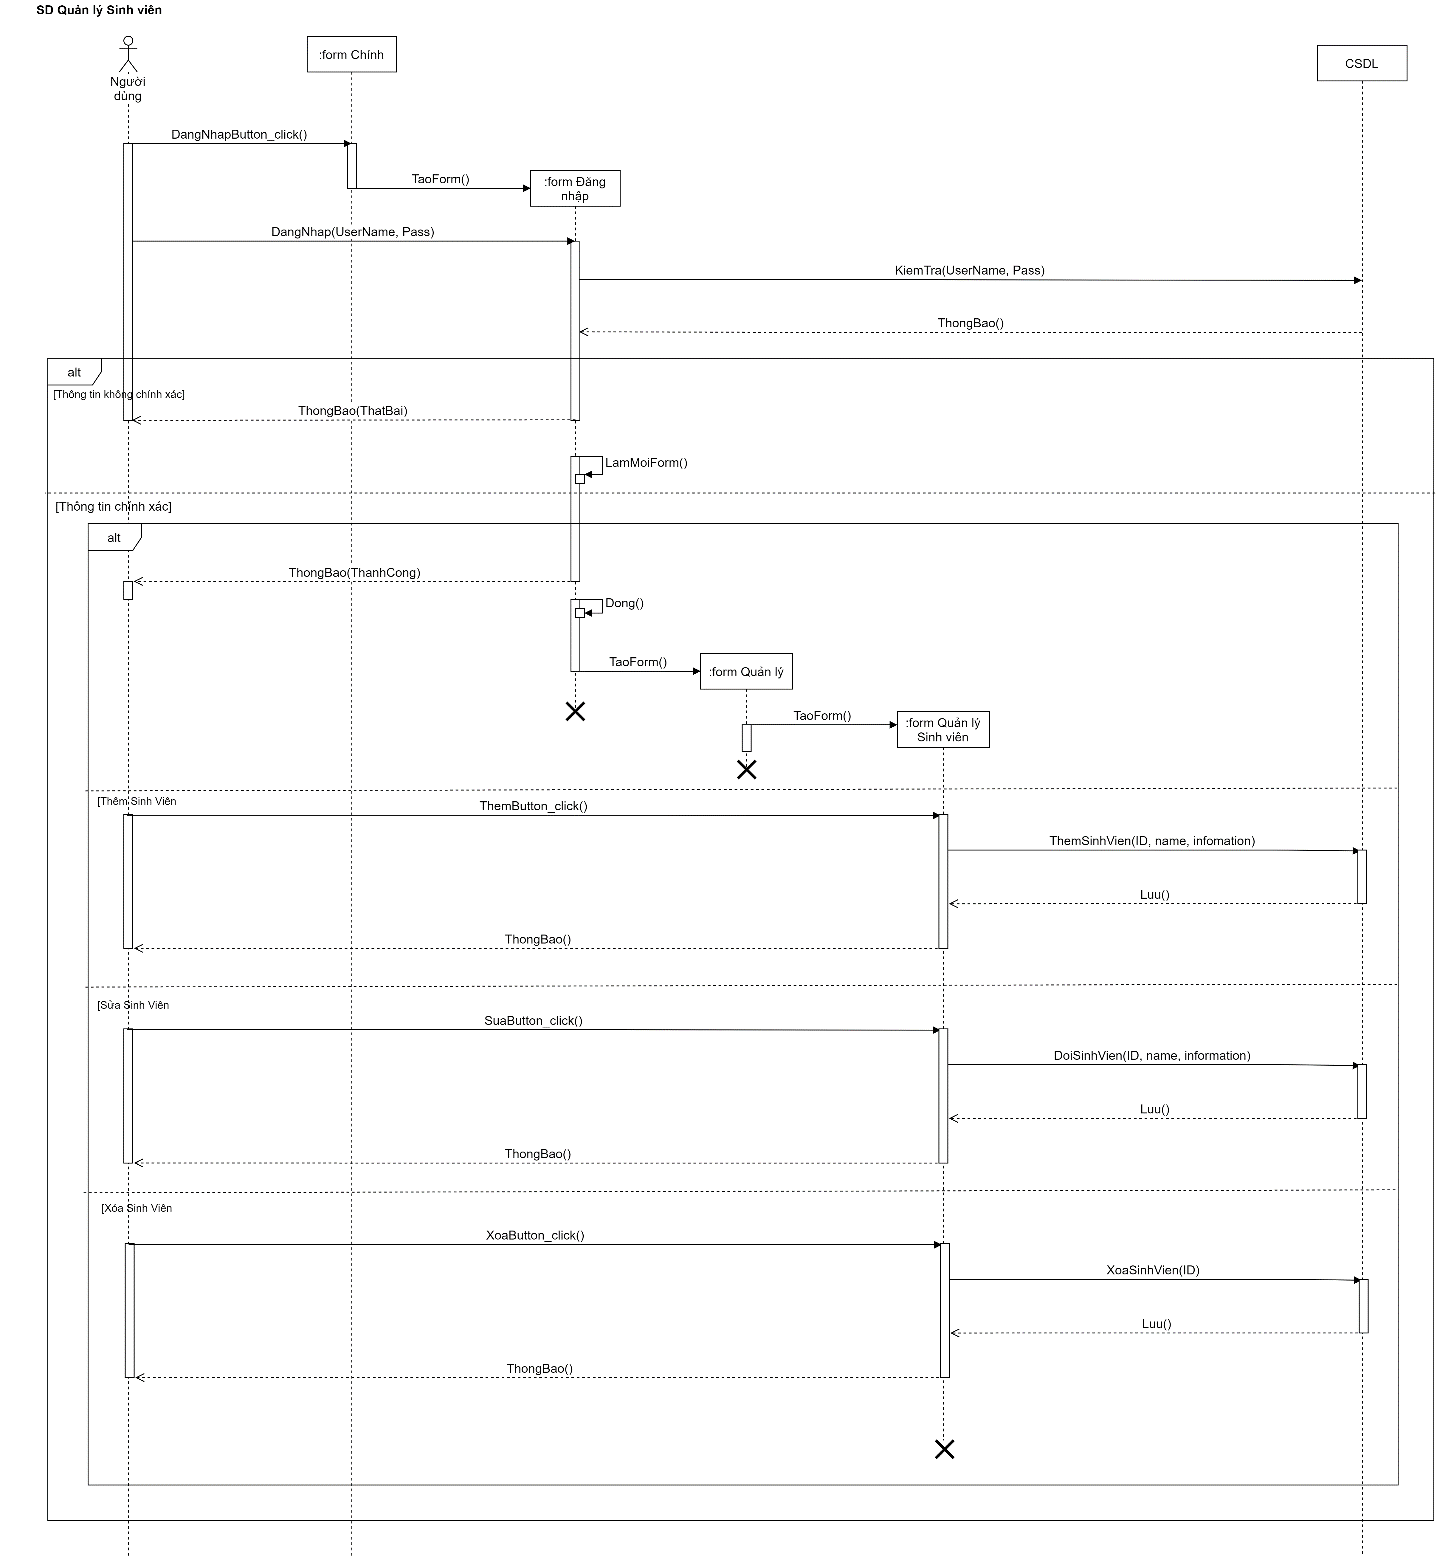 SD Quản lý Sinh viên
Người
dùng
:form Chính
CSDL
DangNhapButton_click()
TaoForm()
:form Đăng
nhập
DangNhap(UserName, Pass)
KiemTra(UserName, Pass)
ThongBao()
alt
[Thông tin không chính xác]
ThongBao(ThatBai)
LamMoiForm()
[Thông tin chính xác]
alt
ThongBao(ThanhCong)
Dong()
TaoForm()
:form Quản lý
TaoForm()
:form Quản lý
Sinh viên
[Thêm Sinh Viên
ThemButton_click()
ThemSinhVien(ID, name, infomation)
Luu()
ThongBao()
[Sửa Sinh Viên
SuaButton_click()
DoiSinhVien(ID, name, information)
Luu()
ThongBao()
[Xóa Sinh Viên
XoaButton_click()
XoaSinhVien(ID)
Luu()
ThongBao()